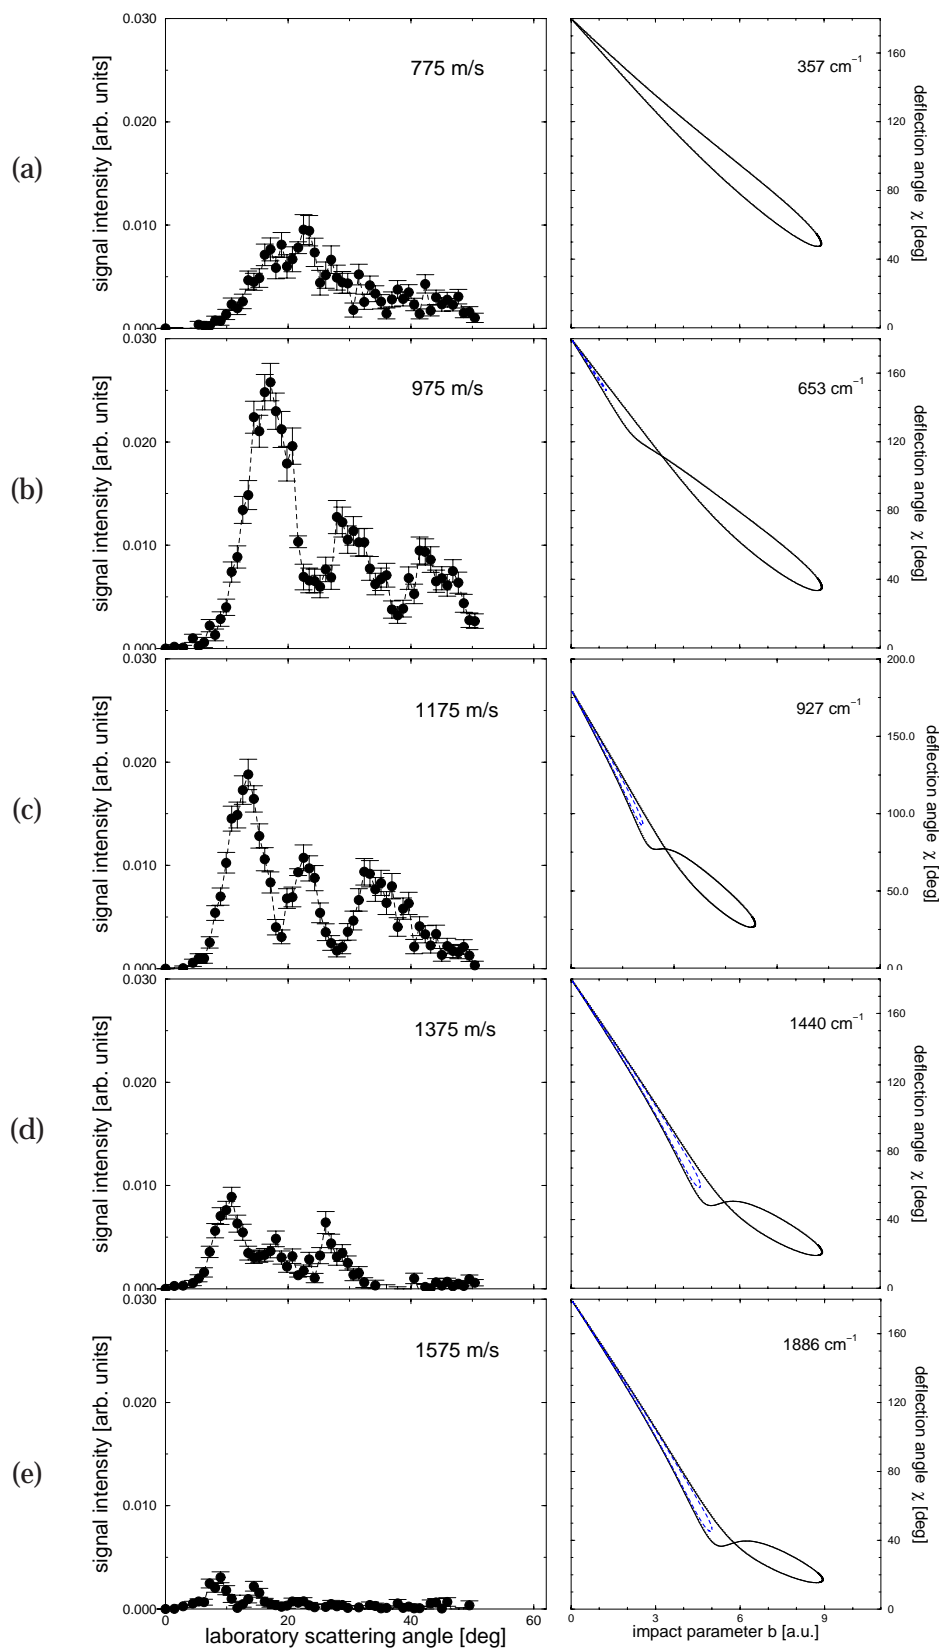 (a)
signal intensity [arb. units]
0.030
0.020
0.010
0.000
775 m/s
357 cm⁻¹
160
120
80
40
0
deflection angle χ [deg]
(b)
signal intensity [arb. units]
0.030
0.020
0.010
0.000
975 m/s
653 cm⁻¹
160
120
80
40
0
deflection angle χ [deg]
(c)
signal intensity [arb. units]
0.030
0.020
0.010
0.000
1175 m/s
927 cm⁻¹
200.0
150.0
100.0
50.0
0.0
deflection angle χ [deg]
(d)
signal intensity [arb. units]
0.030
0.020
0.010
0.000
1375 m/s
1440 cm⁻¹
160
120
80
40
0
deflection angle χ [deg]
(e)
signal intensity [arb. units]
0.030
0.020
0.010
0.000
1575 m/s
1886 cm⁻¹
160
120
80
40
0
deflection angle χ [deg]
0 20 40 60
laboratory scattering angle [deg]
0 3 6 9
impact parameter b [a.u.]